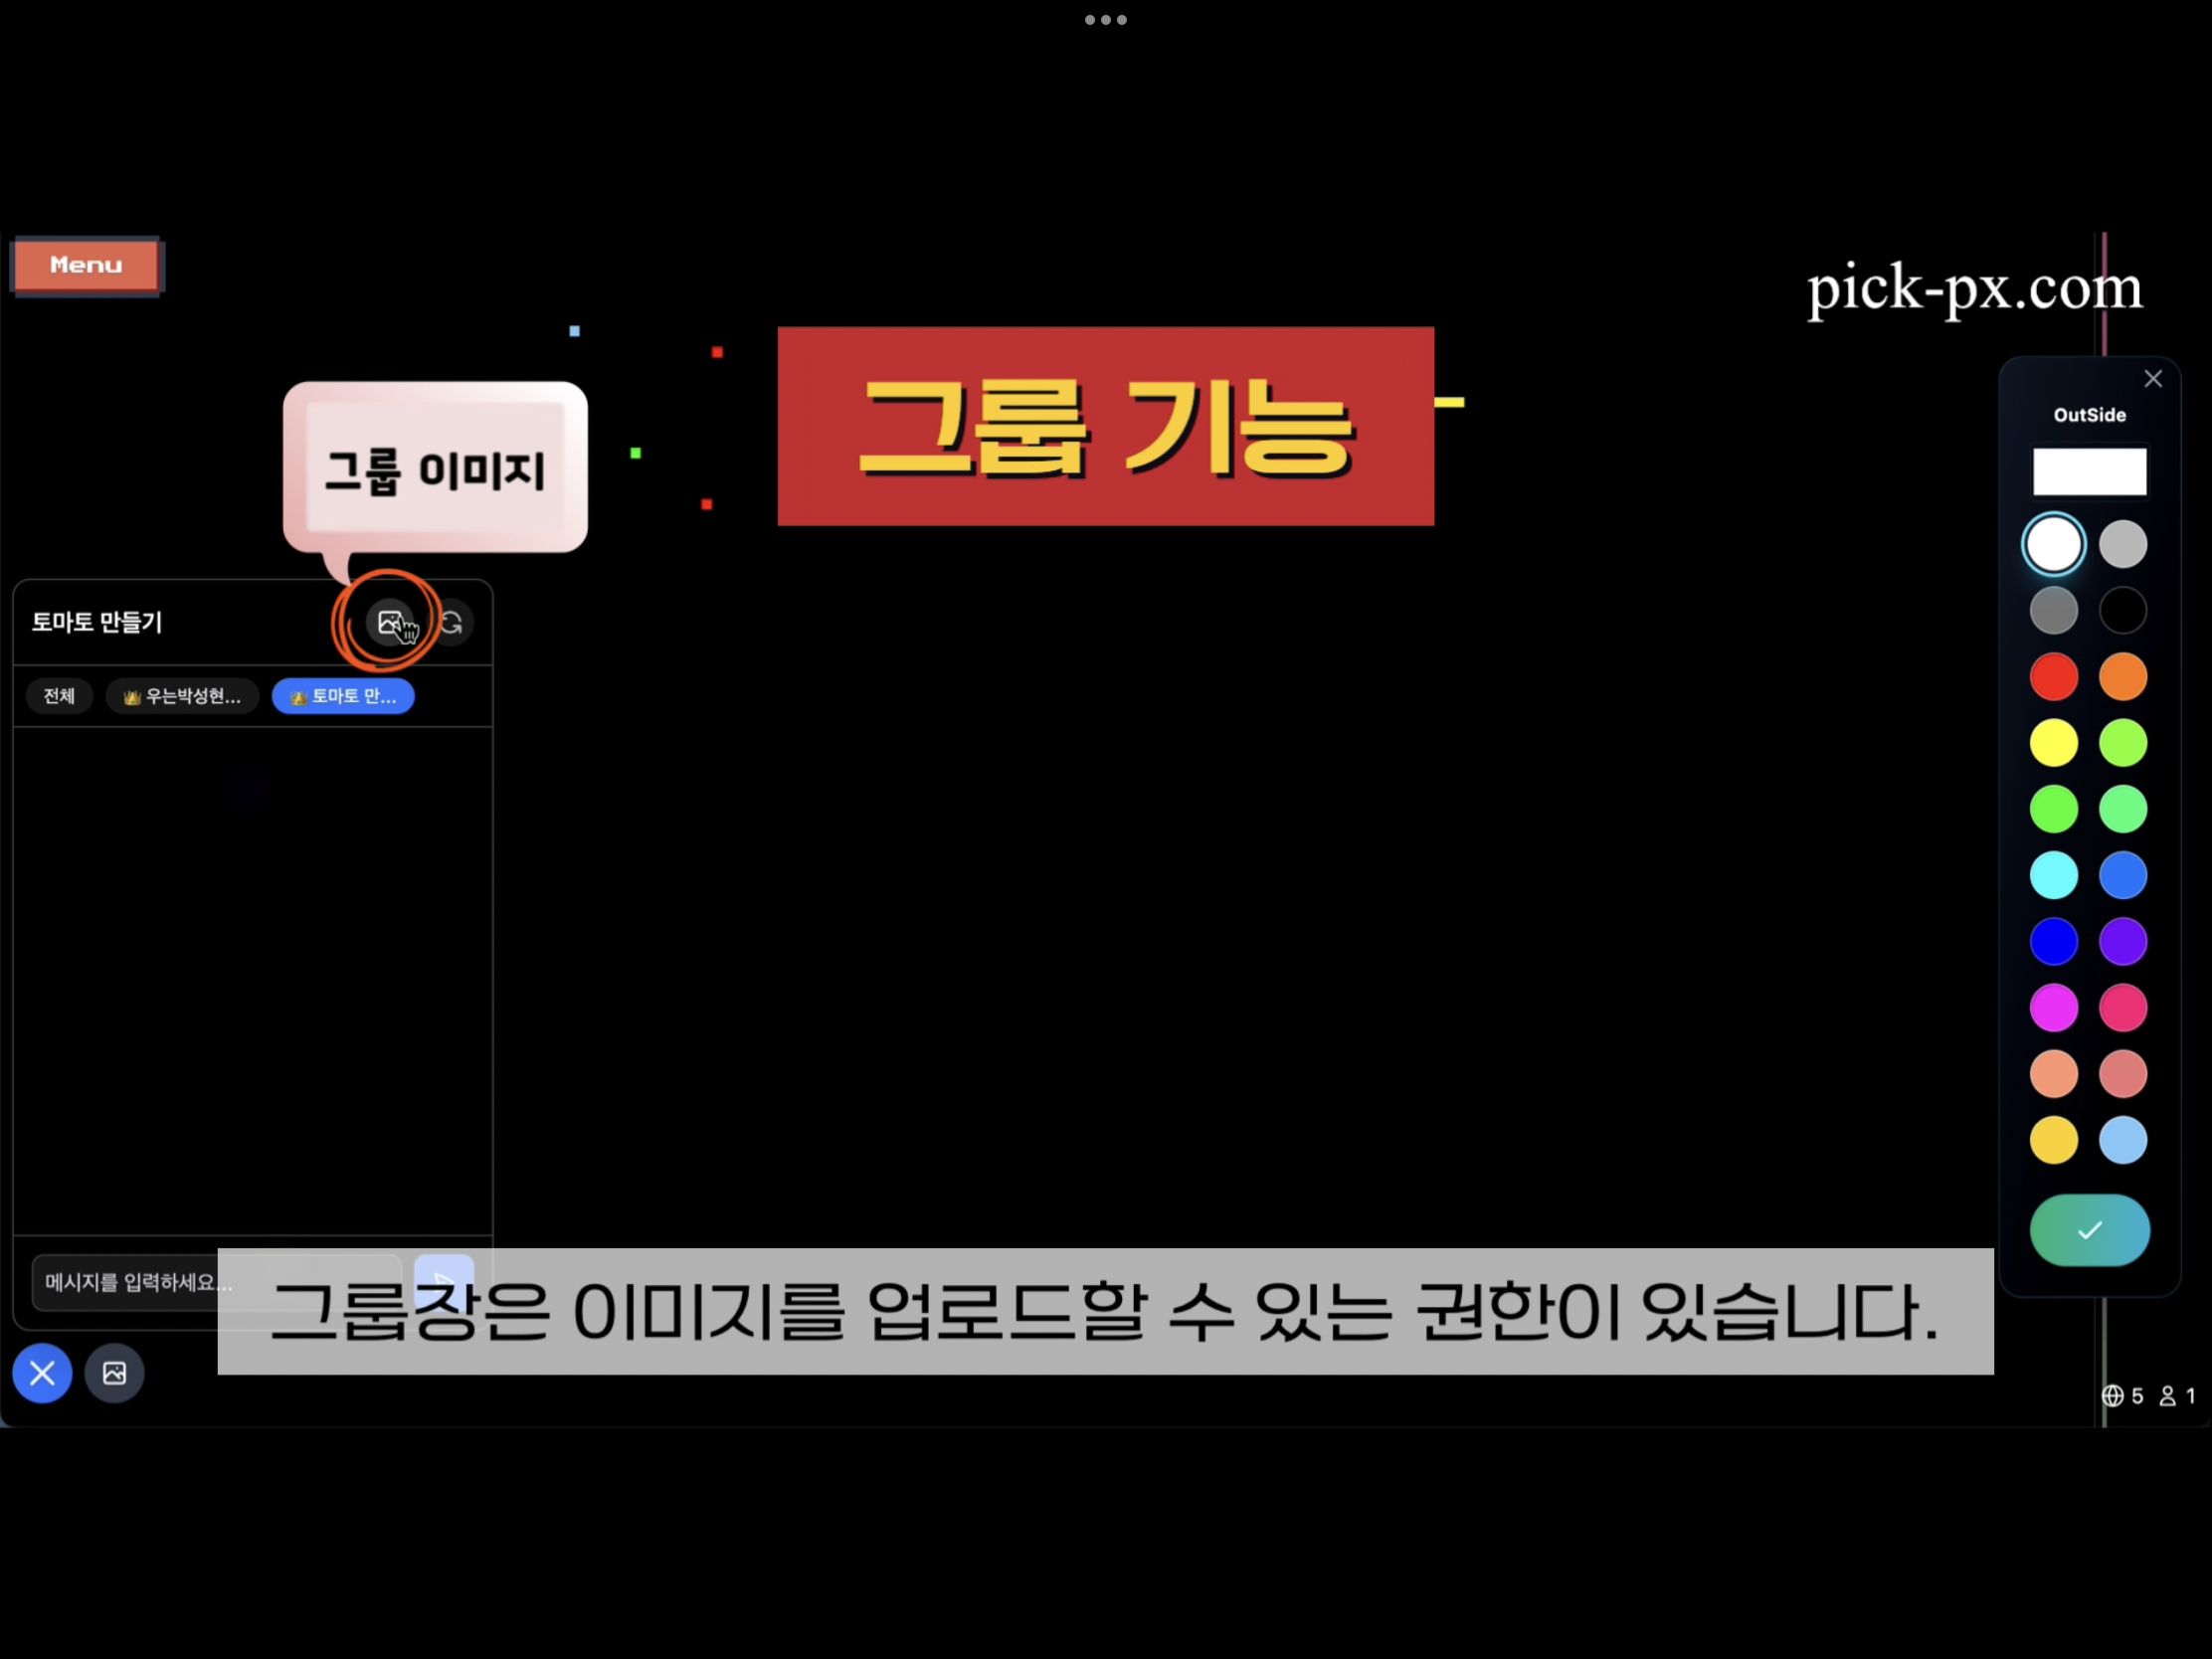 Menu
pick-px.com
그룹 기능
그룹 이미지
OutSide
토마토 만들기
전체
우는박성현...
토마토 만...
메시지를 입력하세요...
그룹장은 이미지를 업로드할 수 있는 권한이 있습니다.
5 1